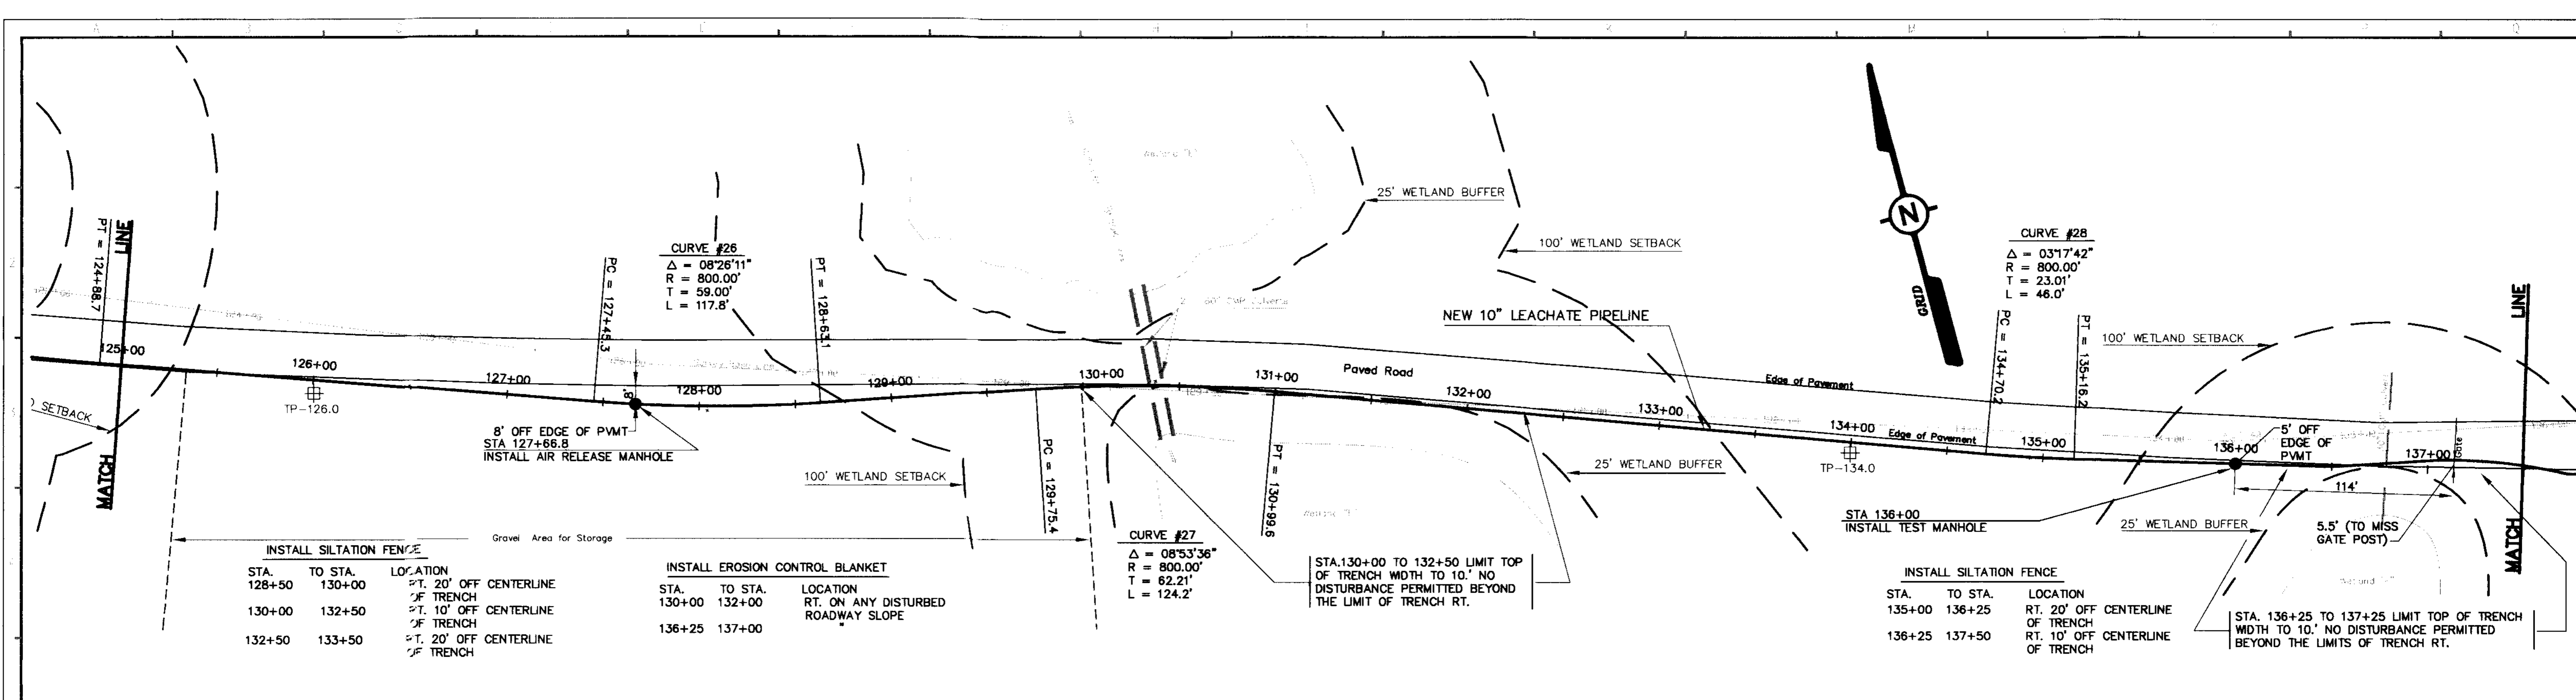 PT = 124+88.7
LINE
MATCH
SETBACK
125+00
126+00
TP-126.0
127+00
PC = 127+45.3
CURVE #26
Δ = 08°26'11"
R = 800.00'
T = 59.00'
L = 117.8'
PT = 128+63.1
8'
128+00
8' OFF EDGE OF PVMT
STA 127+66.8
INSTALL AIR RELEASE MANHOLE
129+00
100' WETLAND SETBACK
130+00
PC = 129+75.4
131+00
PT = 130+99.6
25' WETLAND BUFFER
100' WETLAND SETBACK
NEW 10" LEACHATE PIPELINE
Paved Road
132+00
133+00
25' WETLAND BUFFER
Edge of Pavement
134+00
TP-134.0
Edge of Pavement
N
GRID
CURVE #28
Δ = 03°17'42"
R = 800.00'
T = 23.01'
L = 46.0'
PC = 134+70.2
PT = 135+16.2
100' WETLAND SETBACK
135+00
136+00
5' OFF
EDGE OF
PVMT
137+00
Gate
114'
LINE
MATCH
STA 136+00
INSTALL TEST MANHOLE
25' WETLAND BUFFER
5.5' (TO MISS
GATE POST)
Gravel Area for Storage
INSTALL SILTATION FENCE
STA. TO STA. LOCATION
128+50 130+00 RT. 20' OFF CENTERLINE
OF TRENCH
130+00 132+50 RT. 10' OFF CENTERLINE
OF TRENCH
132+50 133+50 RT. 20' OFF CENTERLINE
OF TRENCH
INSTALL EROSION CONTROL BLANKET
STA. TO STA. LOCATION
130+00 132+00 RT. ON ANY DISTURBED
ROADWAY SLOPE
136+25 137+00 "
CURVE #27
Δ = 08°53'36"
R = 800.00'
T = 62.21'
L = 124.2'
STA.130+00 TO 132+50 LIMIT TOP
OF TRENCH WIDTH TO 10.' NO
DISTURBANCE PERMITTED BEYOND
THE LIMIT OF TRENCH RT.
INSTALL SILTATION FENCE
STA. TO STA. LOCATION
135+00 136+25 RT. 20' OFF CENTERLINE
OF TRENCH
136+25 137+50 RT. 10' OFF CENTERLINE
OF TRENCH
STA. 136+25 TO 137+25 LIMIT TOP OF TRENCH
WIDTH TO 10.' NO DISTURBANCE PERMITTED
BEYOND THE LIMITS OF TRENCH RT.